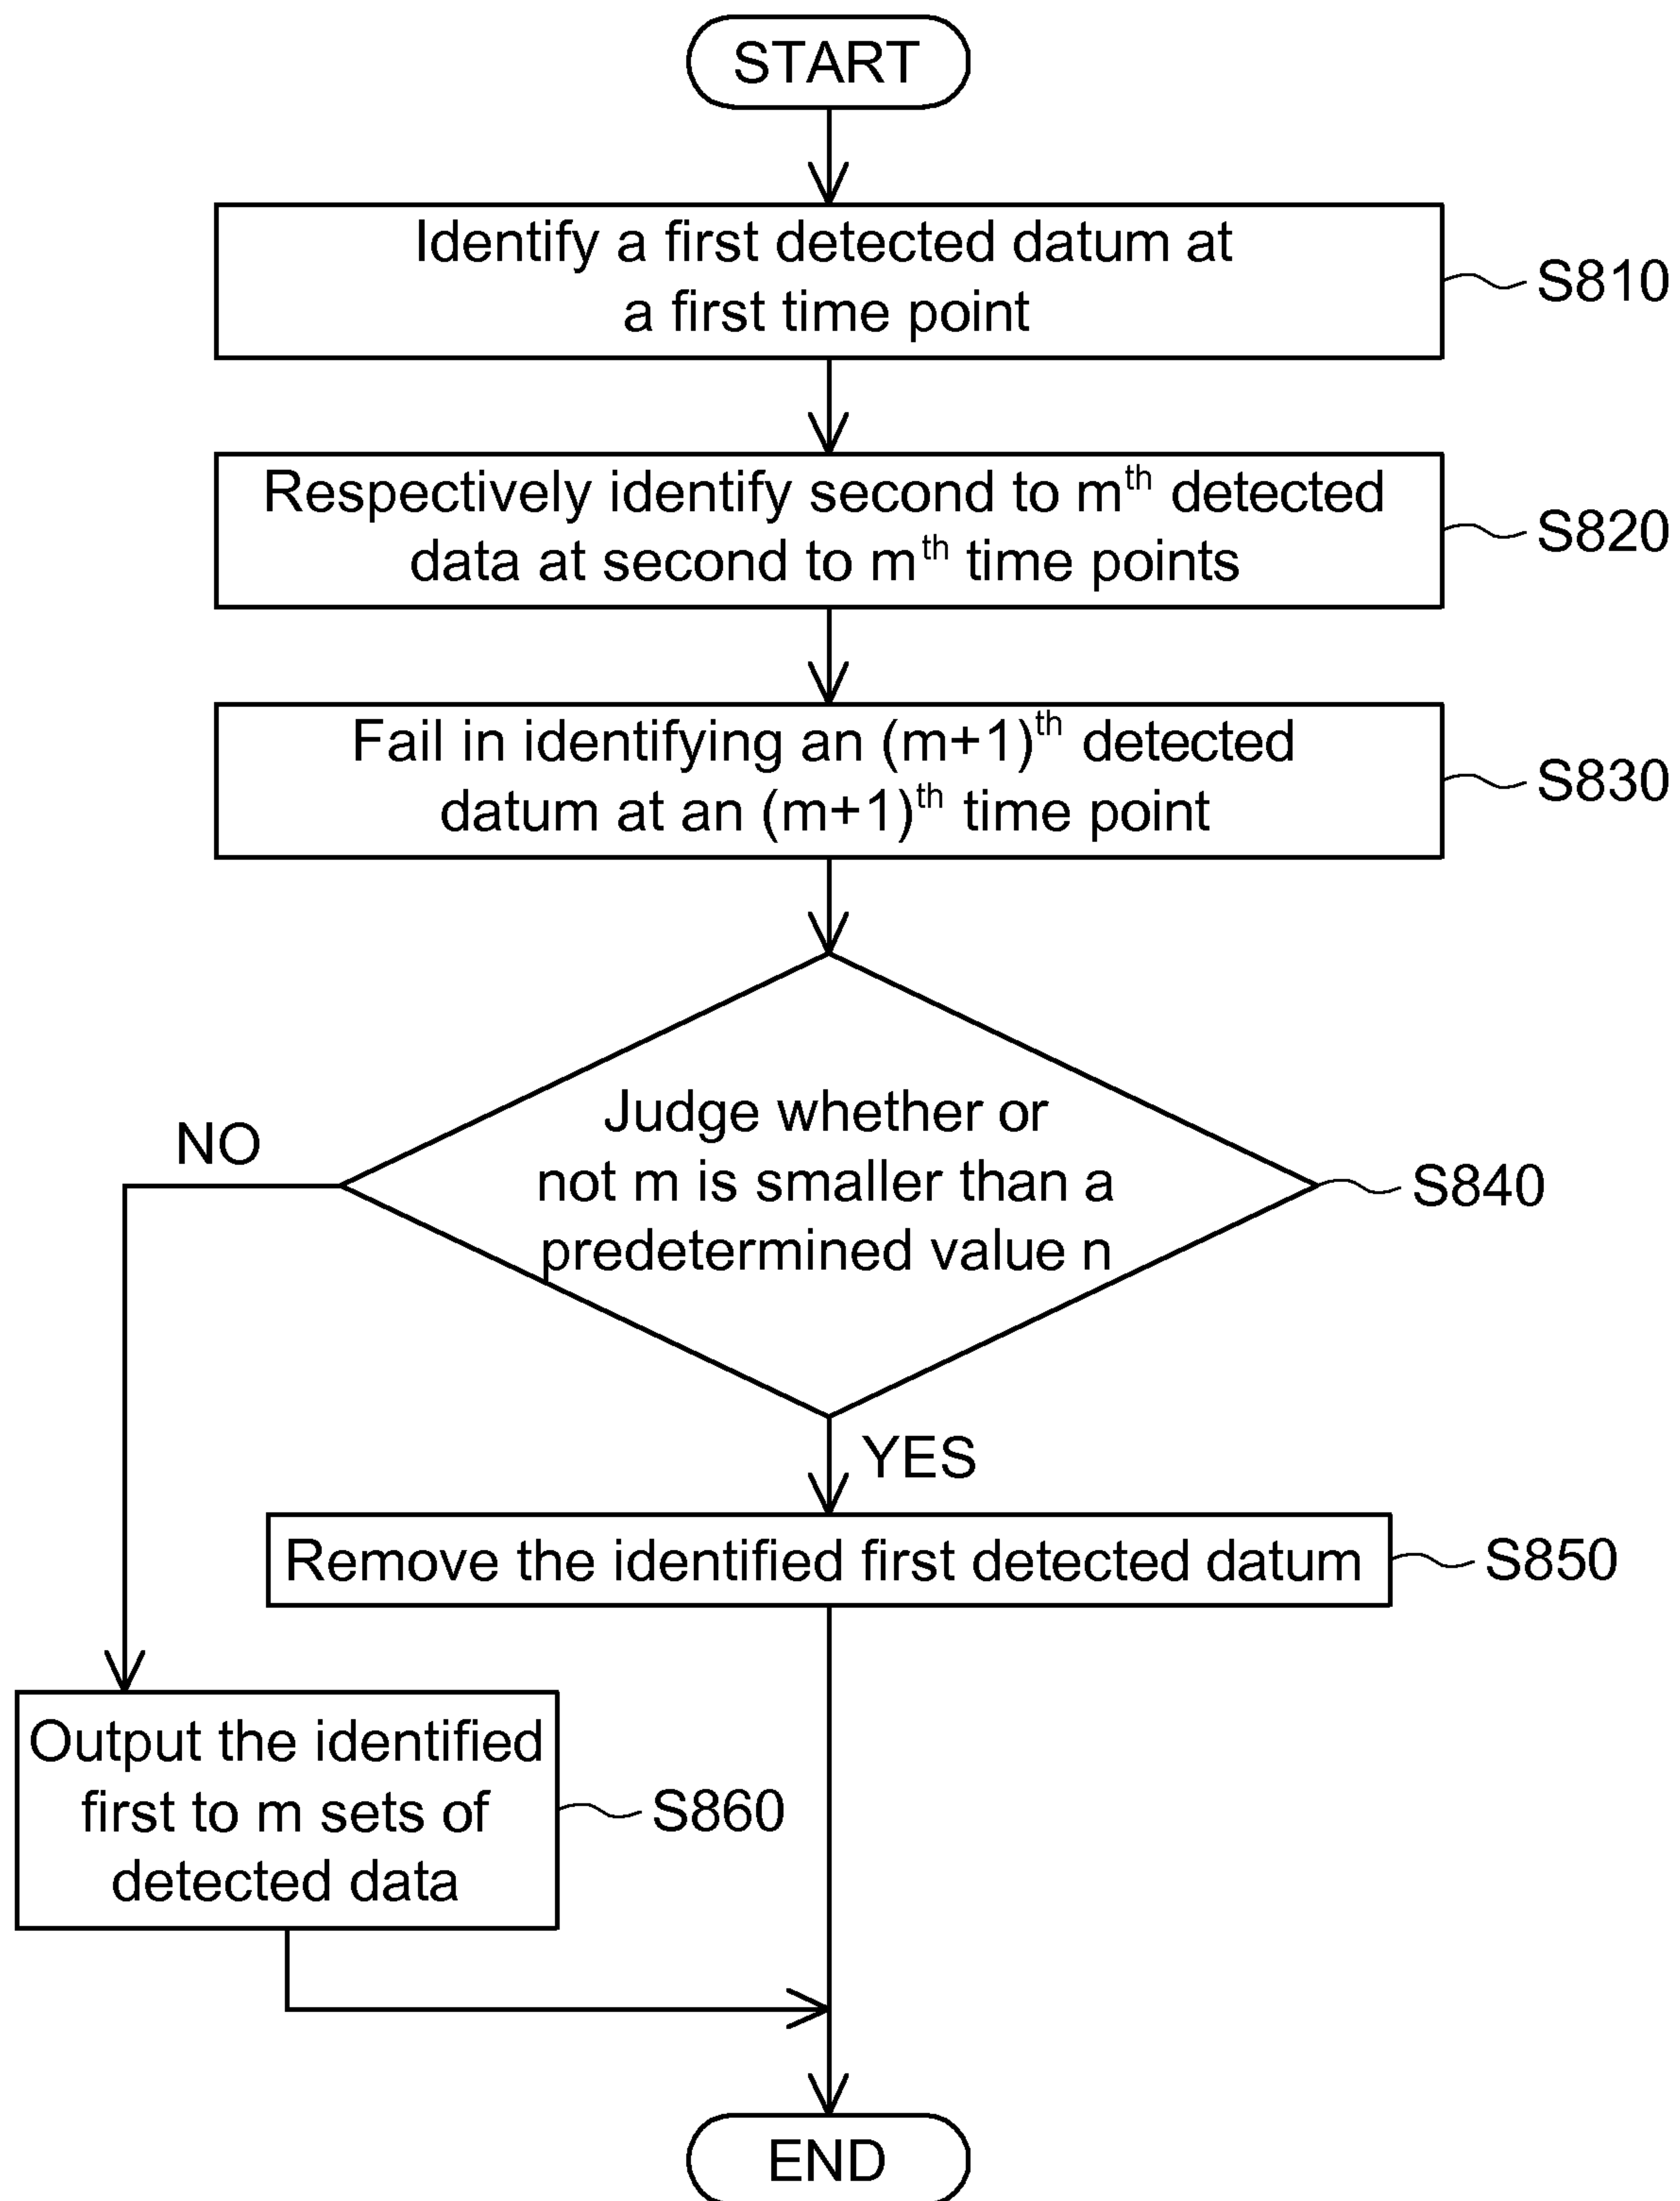 START
Identify a first detected datum at
a first time point
S810
Respectively identify second to mth detected
data at second to mth time points
S820
Fail in identifying an (m+1)th detected
datum at an (m+1)th time point
S830
Judge whether or
not m is smaller than a
predetermined value n
S840
NO
YES
Remove the identified first detected datum
S850
Output the identified
first to m sets of
detected data
S860
END